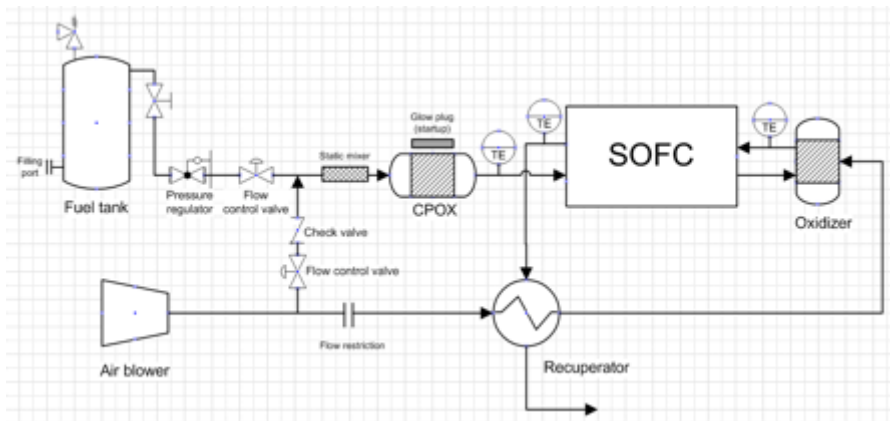 Glow plug
(startup)
TE
TE
TE
SOFC
Static mixer
Filling
port
Fuel tank
Pressure
regulator
Flow
control valve
CPOX
Oxidizer
Check valve
Flow control valve
Flow restriction
Air blower
Recuperator